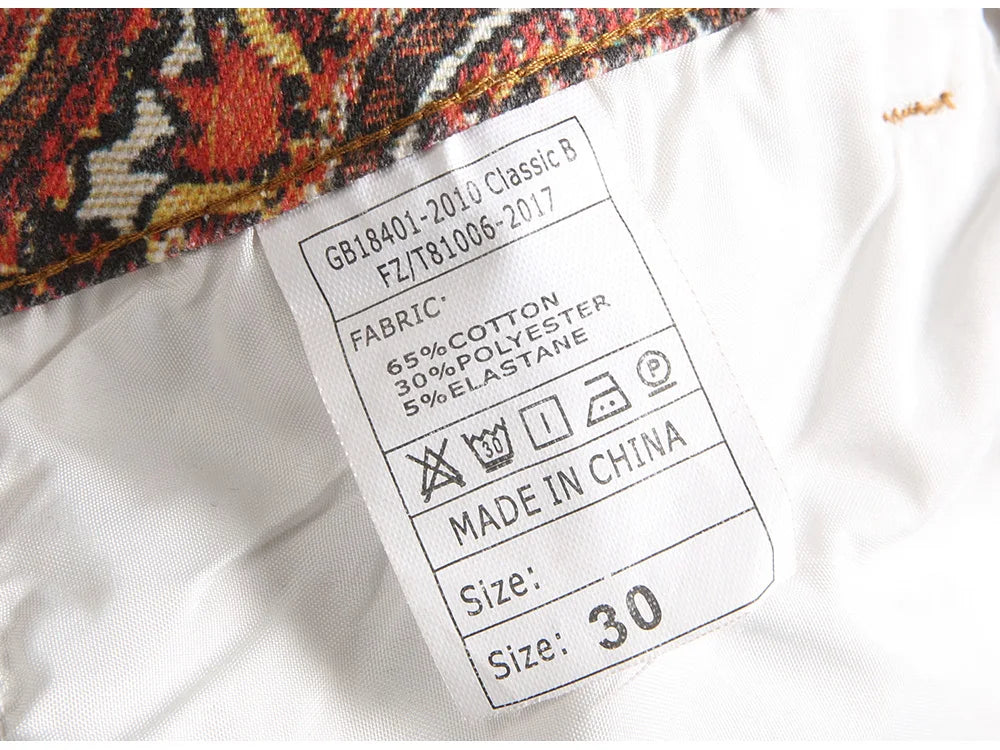 GB18401-2010 Classic B
FZ/T81006-2017
FABRIC:
65%COTTON
30%POLYESTER
5%ELASTANE
30 P
MADE IN CHINA
Size:
Size: 30